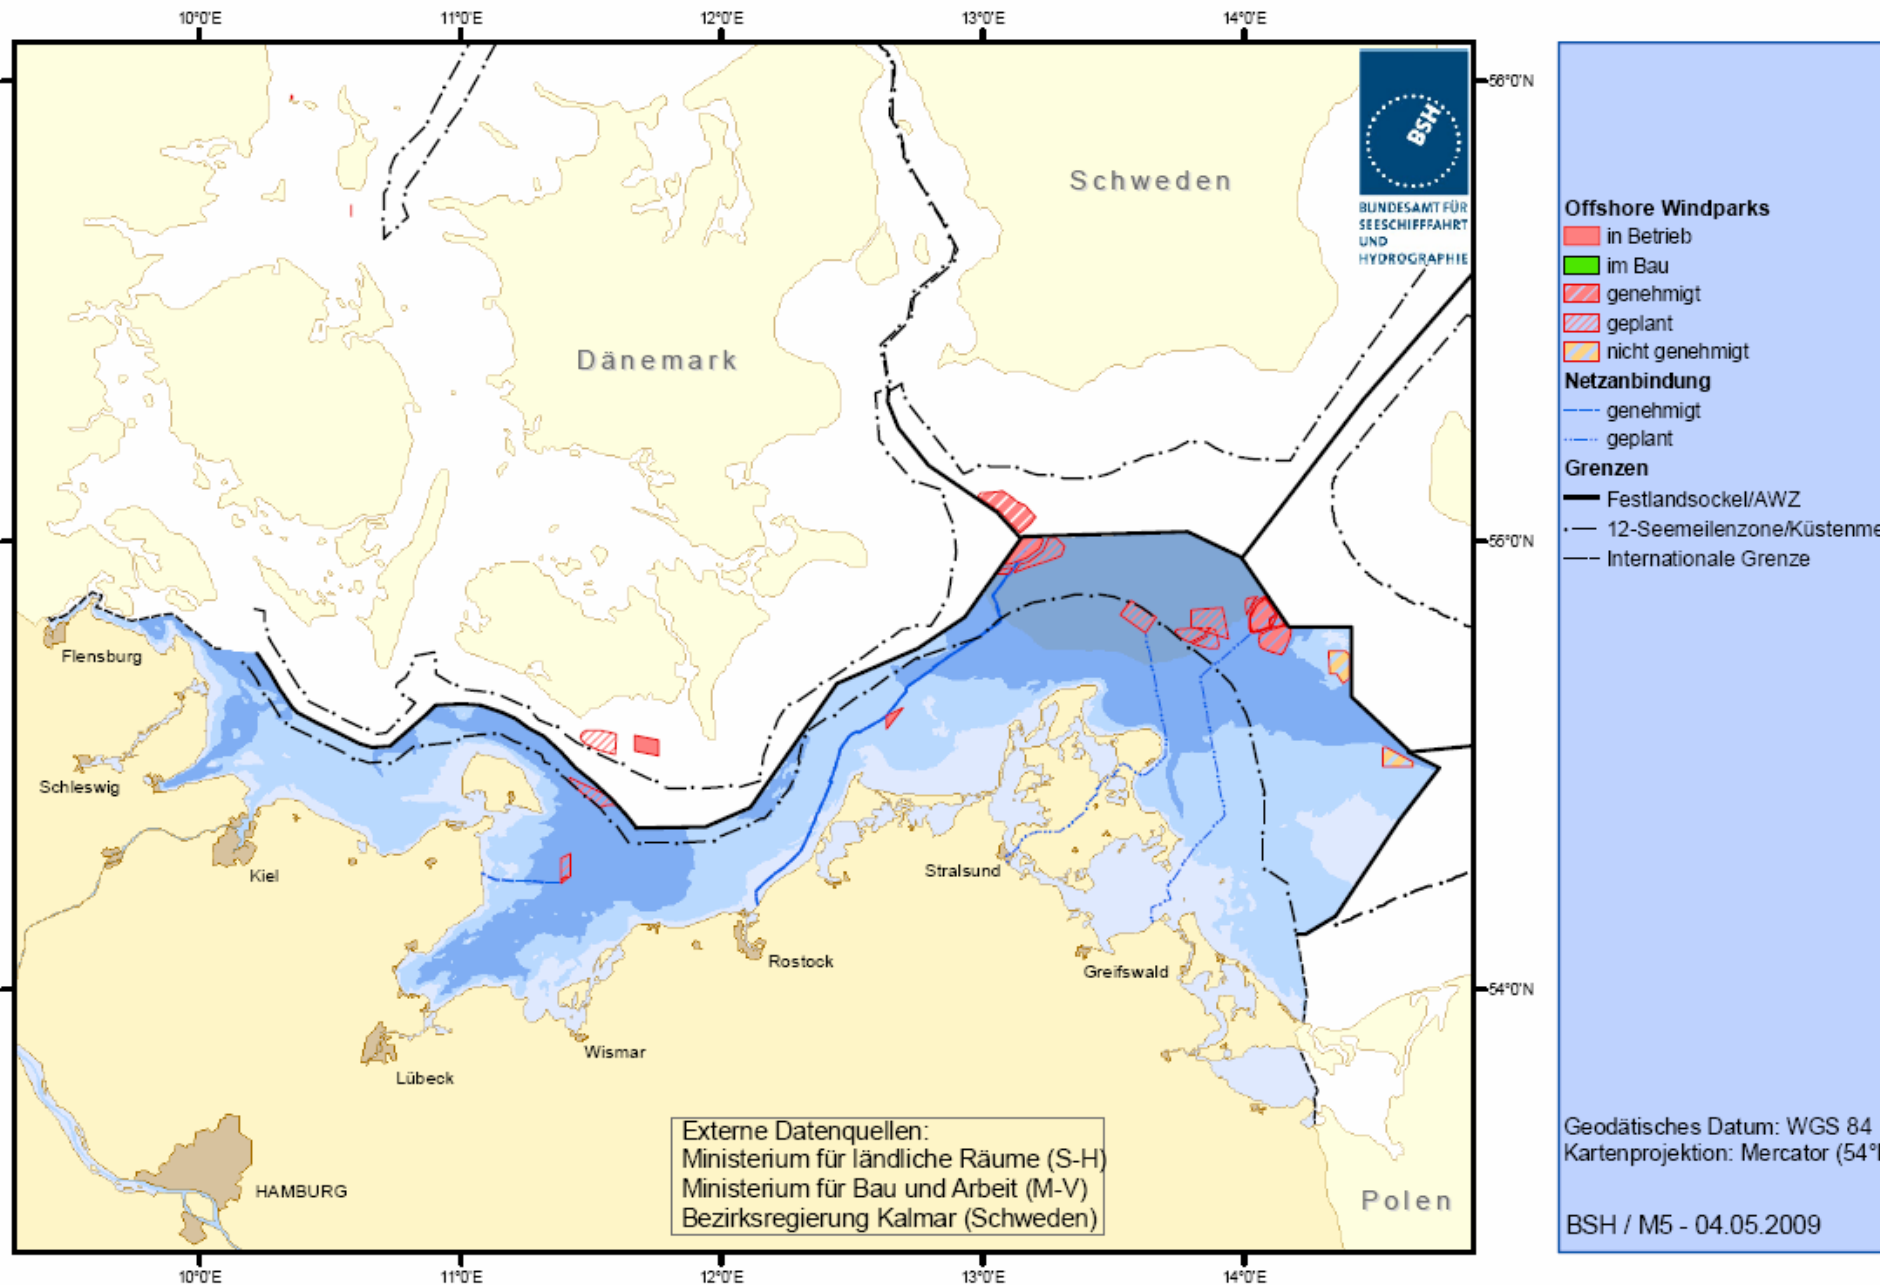 10°0'E 11°0'E 12°0'E 13°0'E 14°0'E
56°0'N
BSH
BUNDESAMT FÜR
SEESCHIFFFAHRT
UND
HYDROGRAPHIE
Schweden
Dänemark
55°0'N
Flensburg
Schleswig
Kiel
Stralsund
Rostock
Greifswald
54°0'N
Wismar
Lübeck
HAMBURG
Polen
Externe Datenquellen:
Ministerium für ländliche Räume (S-H)
Ministerium für Bau und Arbeit (M-V)
Bezirksregierung Kalmar (Schweden)
10°0'E 11°0'E 12°0'E 13°0'E 14°0'E
Offshore Windparks
in Betrieb
im Bau
genehmigt
geplant
nicht genehmigt
Netzanbindung
genehmigt
geplant
Grenzen
Festlandsockel/AWZ
12-Seemeilenzone/Küstenme
Internationale Grenze
Geodätisches Datum: WGS 84
Kartenprojektion: Mercator (54°
BSH / M5 - 04.05.2009